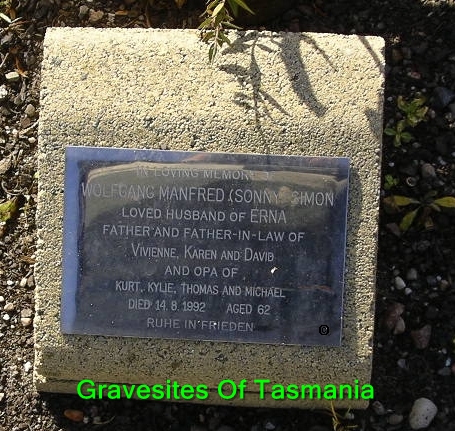 IN LOVING MEMORY OF
WOLFGANG MANFRED (SONNY) SIMON
LOVED HUSBAND OF ERNA
FATHER AND FATHER-IN-LAW OF
VIVIENNE, KAREN AND DAVID
AND OPA OF
KURT, KYLIE, THOMAS AND MICHAEL
DIED 14.8.1992 AGED 62
RUHE IN FRIEDEN
Gravesites Of Tasmania